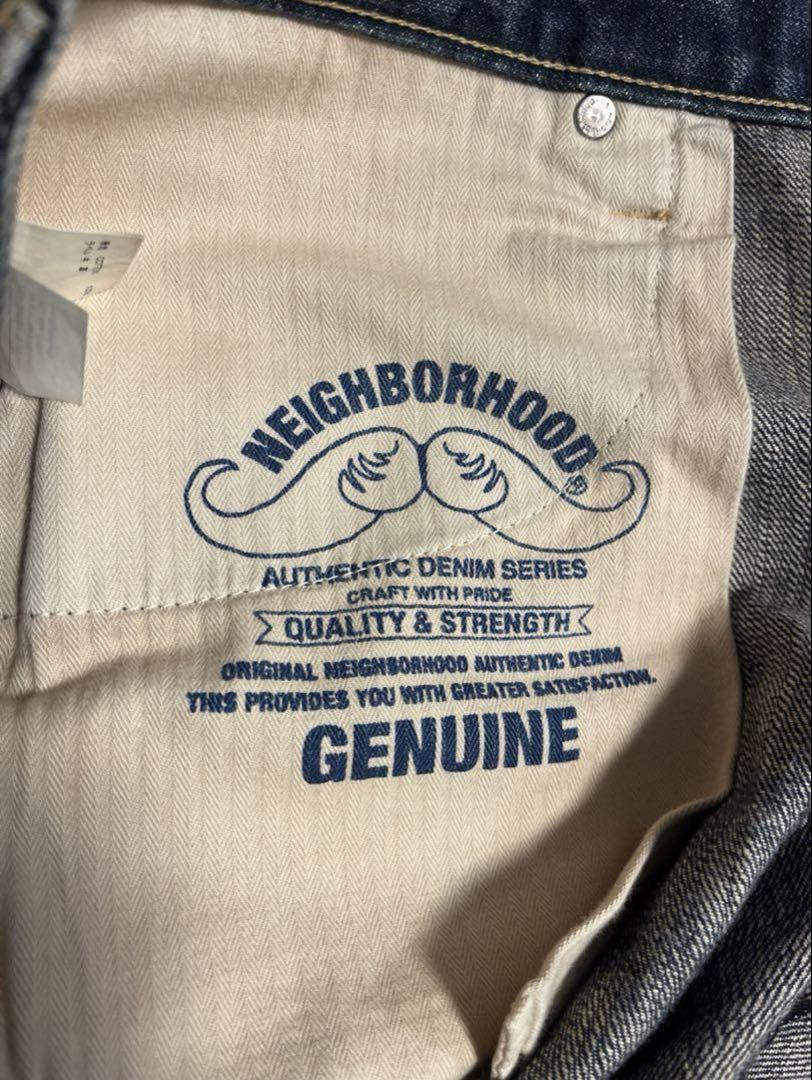 NEIGHBORHOOD®
AUTHENTIC DENIM SERIES
CRAFT WITH PRIDE
QUALITY & STRENGTH
ORIGINAL NEIGHBORHOOD AUTHENTIC DENIM
THIS PROVIDES YOU WITH GREATER SATISFACTION.
GENUINE